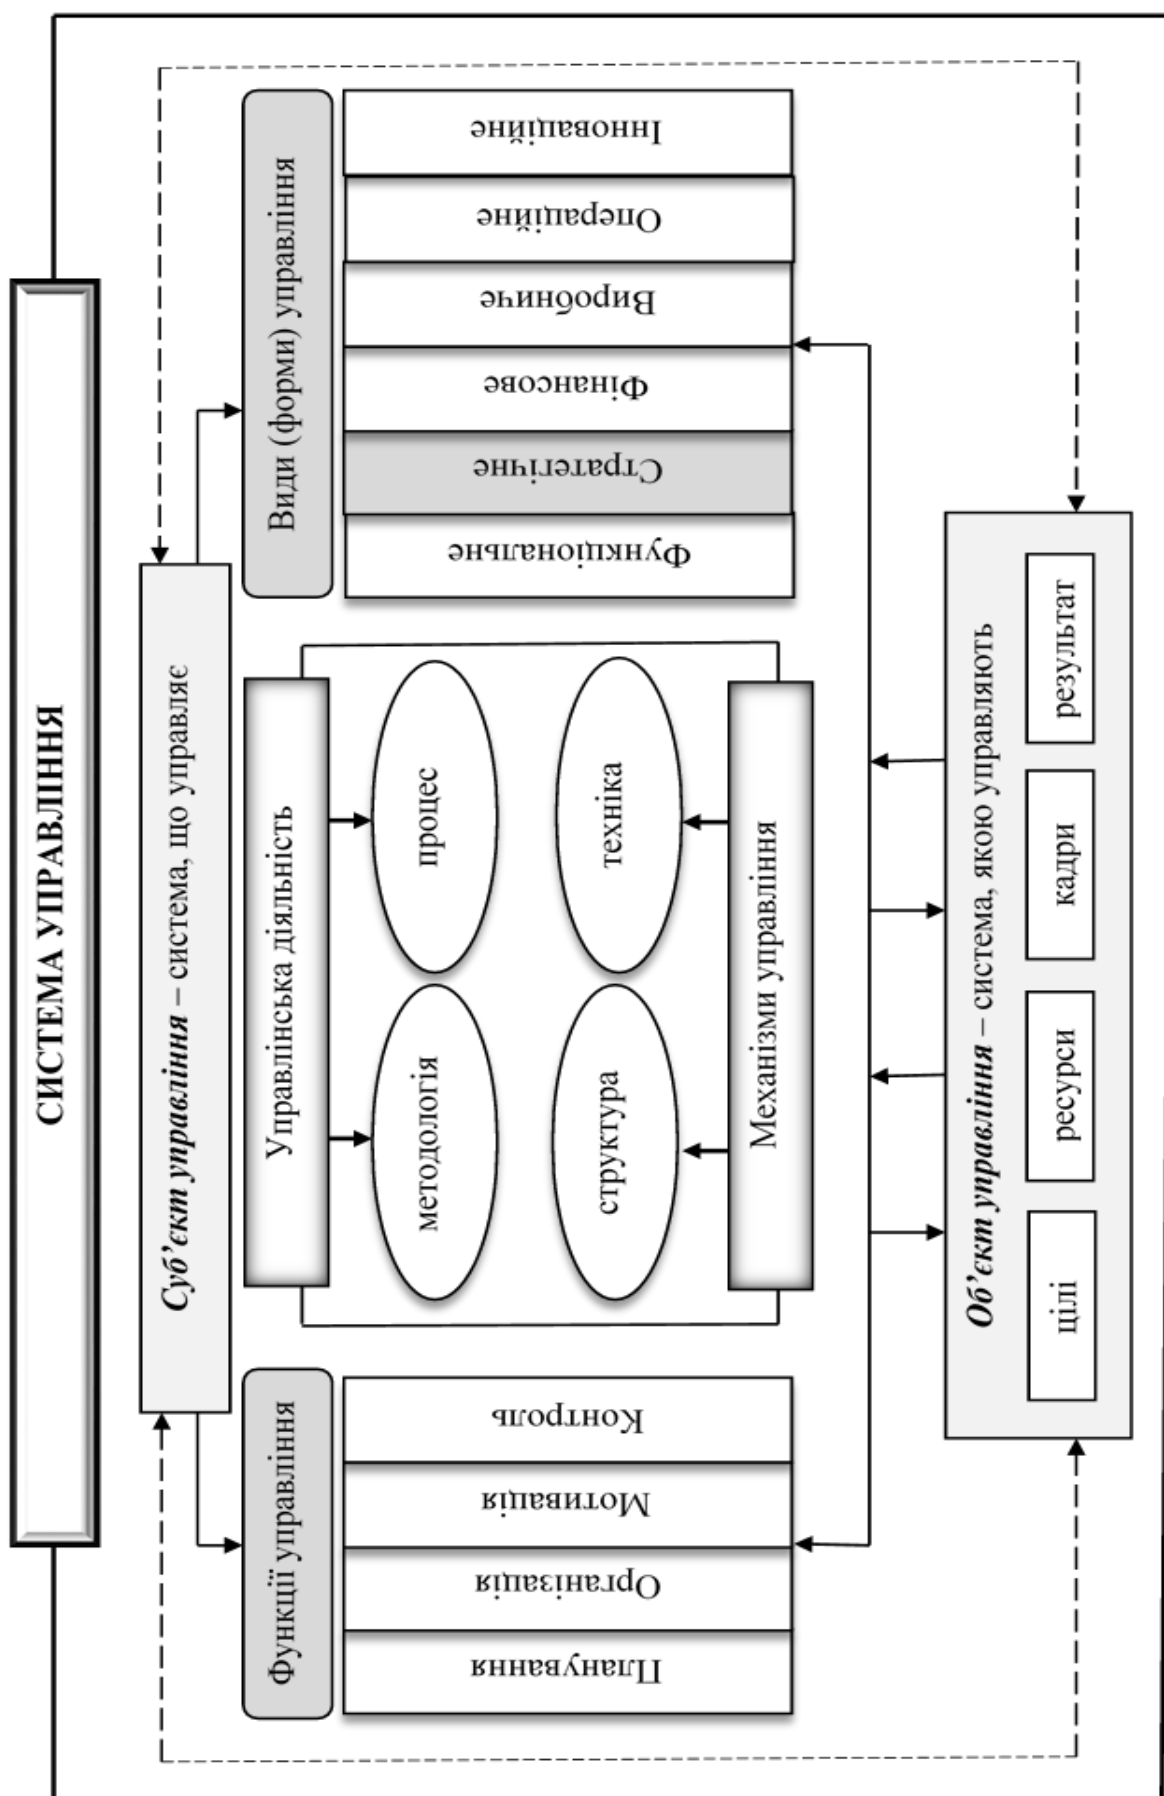 СИСТЕМА УПРАВЛІННЯ
Суб’єкт управління – система, що управляє
Функції управління
Планування
Організація
Мотивація
Контроль
Управлінська діяльність
методологія
процес
структура
техніка
Механізми управління
Види (форми) управління
Функціональне
Стратегічне
Фінансове
Виробниче
Операційне
Інноваційне
Об’єкт управління – система, якою управляють
цілі
ресурси
кадри
результат